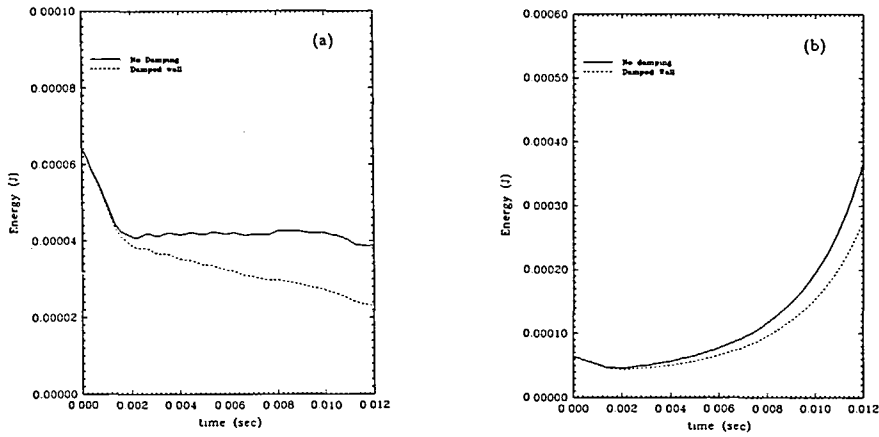 (a)
No Damping
Damped wall
0.00010
0.00008
0.00006
0.00004
0.00002
0.00000
Energy (J)
0.000 0.002 0.004 0.006 0.008 0.010 0.012
time (sec)
(b)
No damping
Damped Wall
0.00060
0.00050
0.00040
0.00030
0.00020
0.00010
0.00000
Energy (J)
0.000 0.002 0.004 0.006 0.008 0.010 0.012
time (sec)